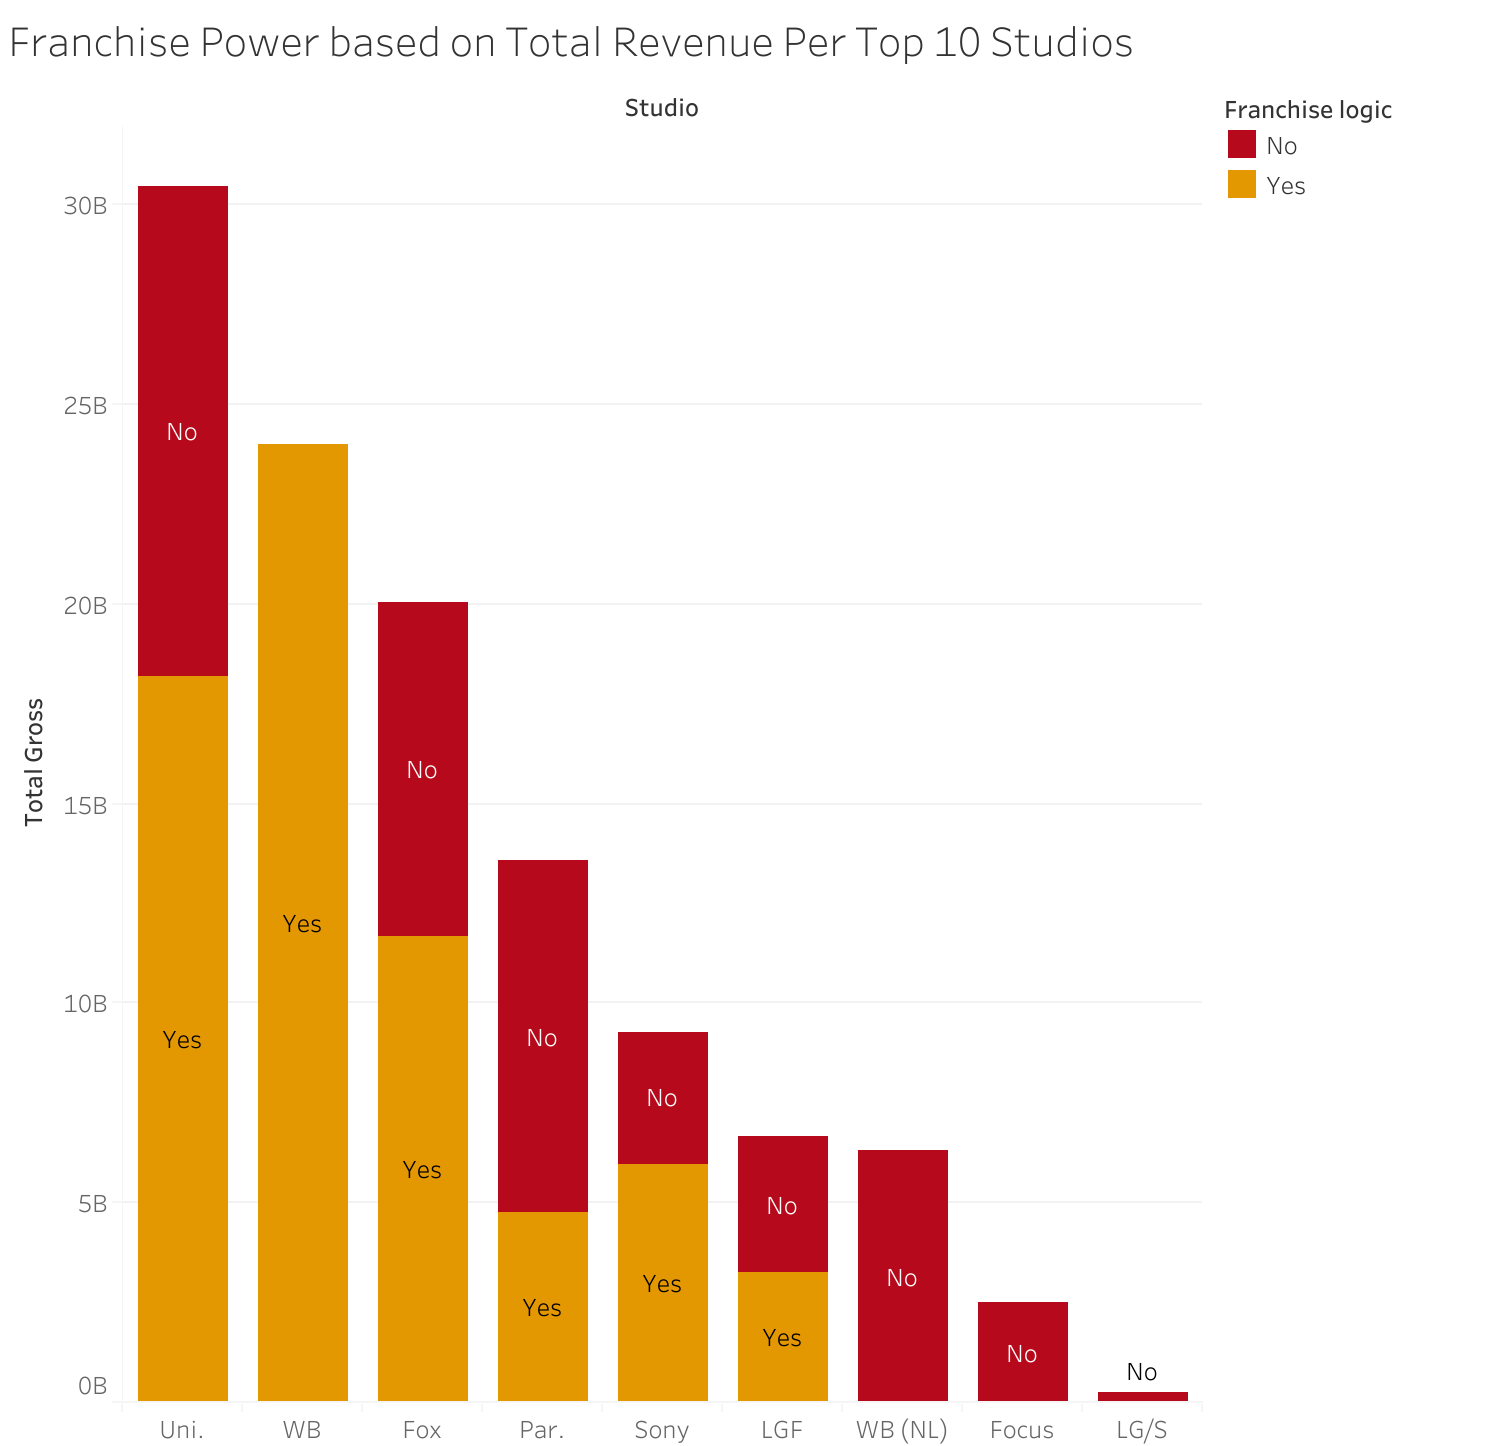 Franchise Power based on Total Revenue Per Top 10 Studios
Studio
Franchise logic
No
Yes
Total Gross
30B
25B
20B
15B
10B
5B
0B
No
Yes
Yes
No
Yes
No
Yes
No
Yes
No
Yes
No
No
No
Uni.
WB
Fox
Par.
Sony
LGF
WB (NL)
Focus
LG/S